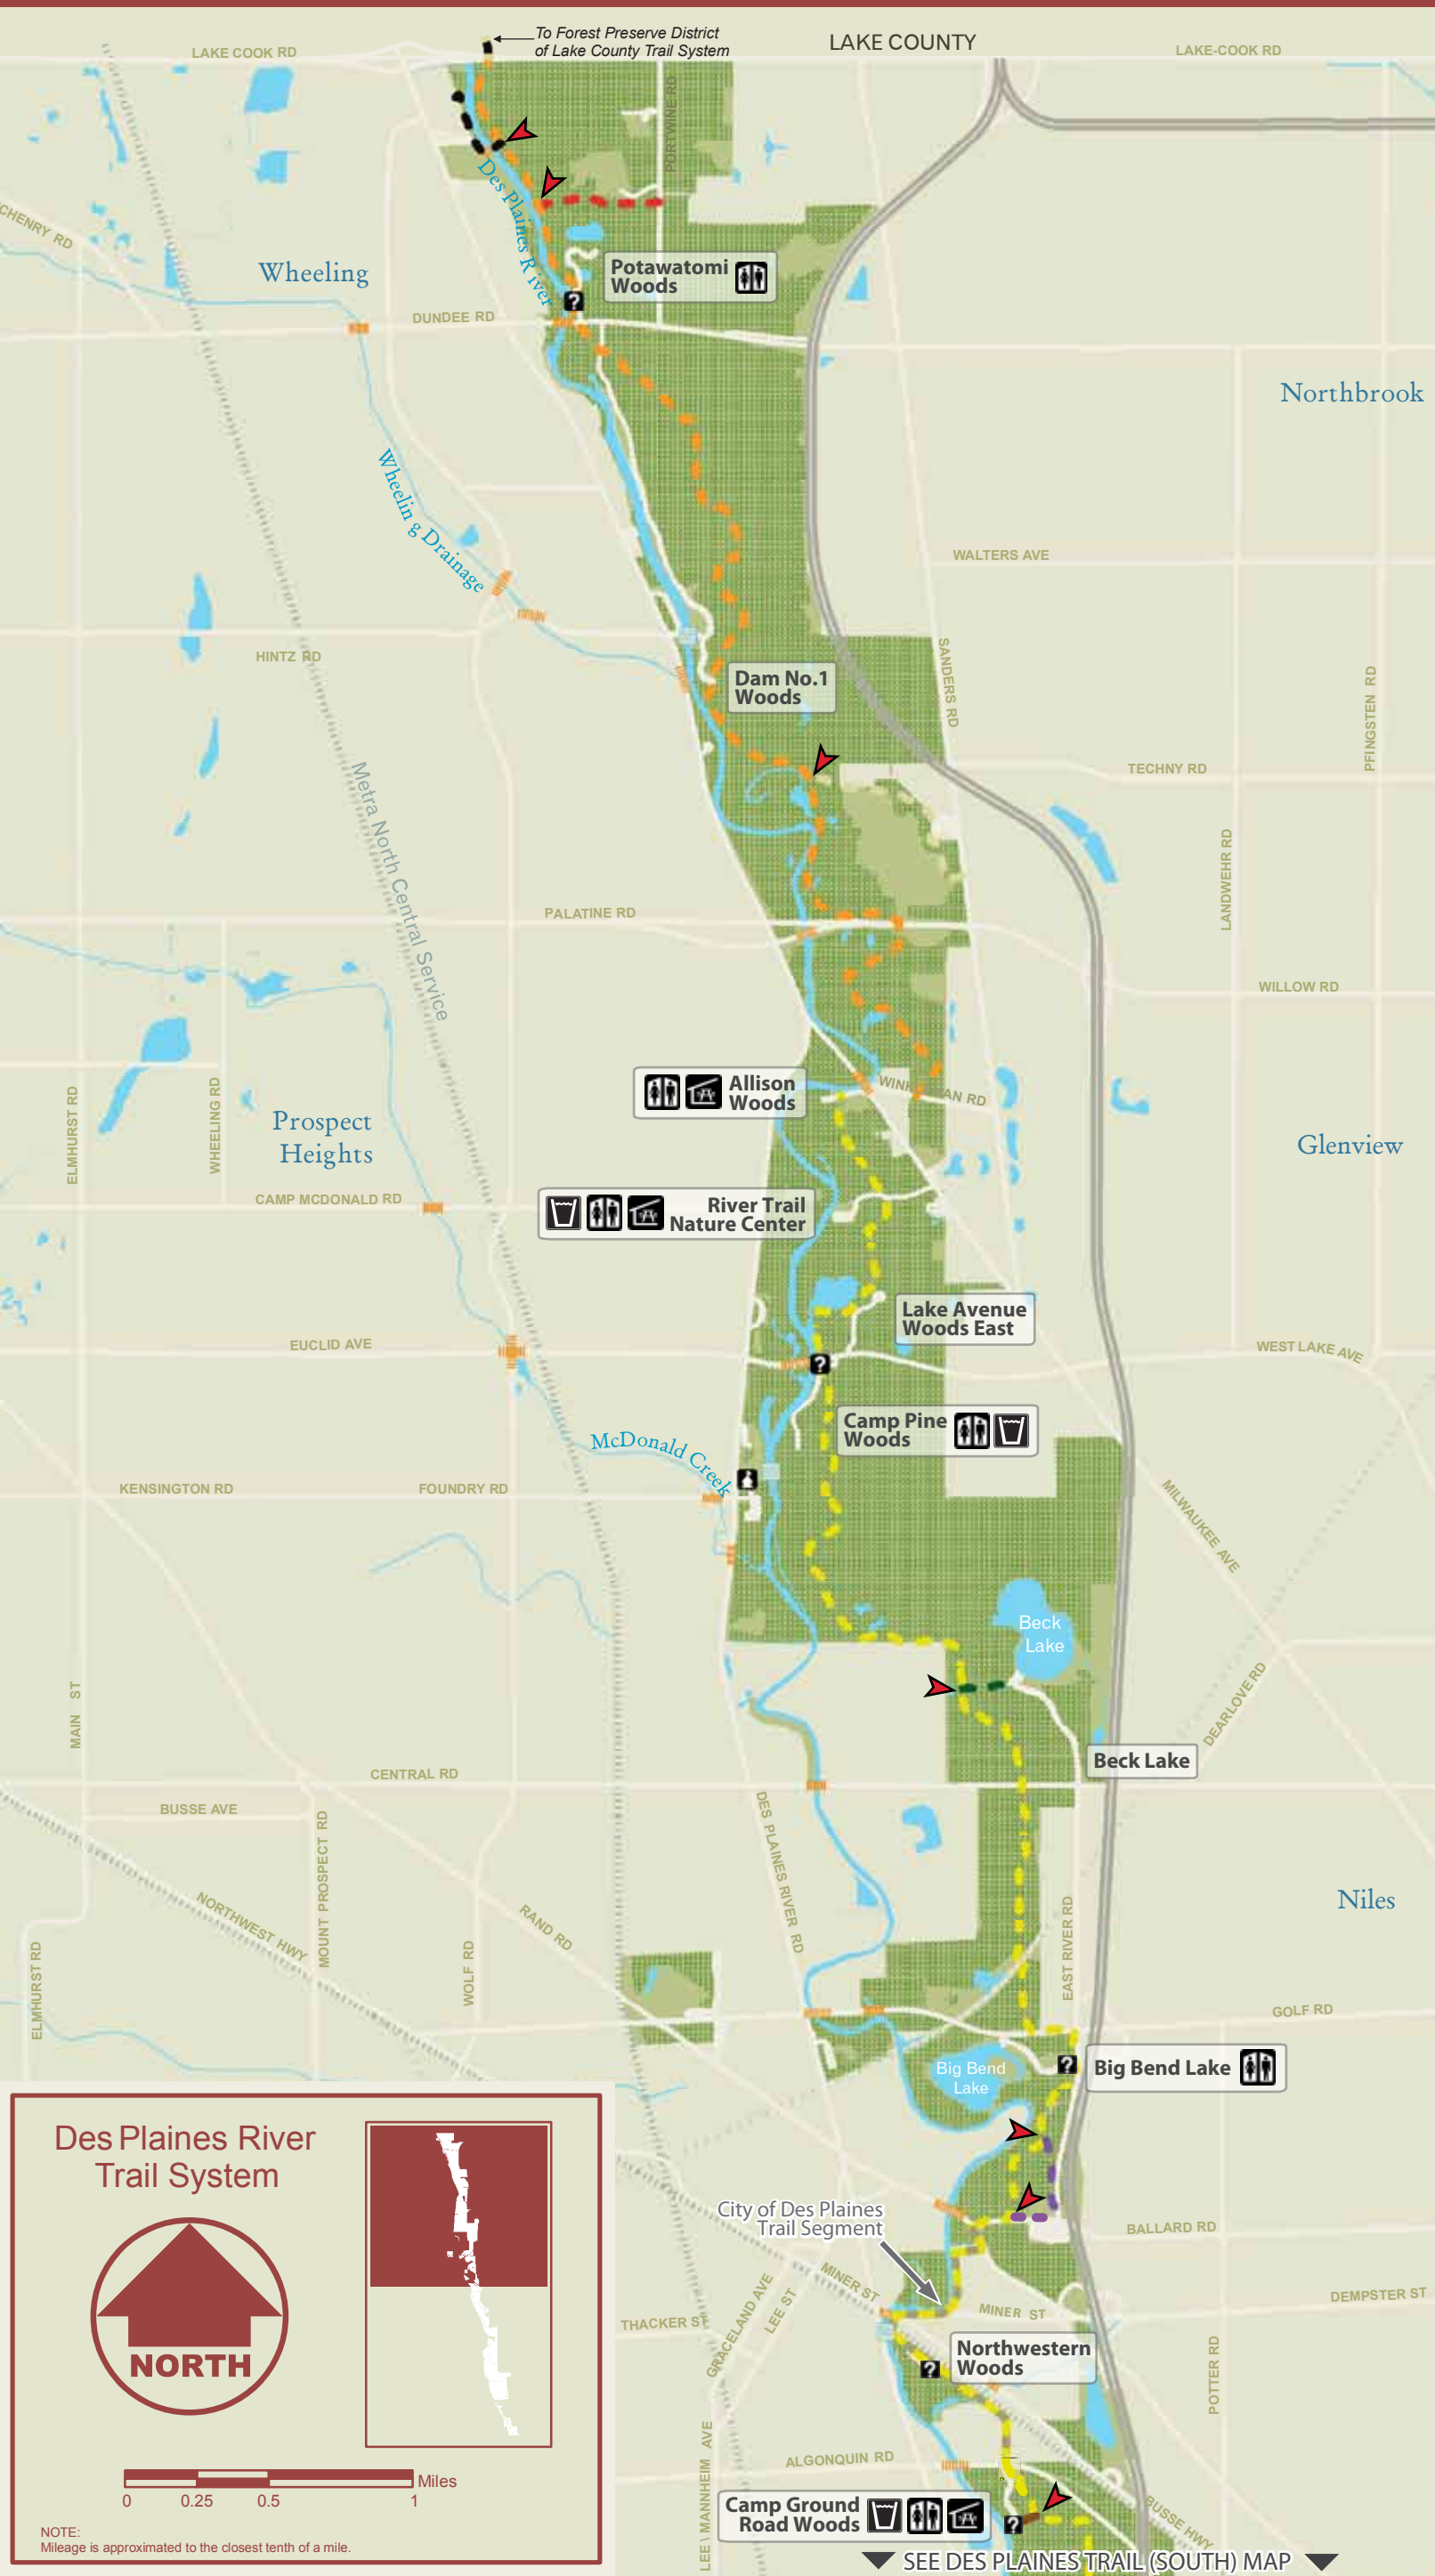 To Forest Preserve District
of Lake County Trail System
LAKE COUNTY
LAKE COOK RD
LAKE-COOK RD
PORTWINE RD
Des Plaines R iver
CHENRY RD
Wheeling
Potawatomi
Woods
?
DUNDEE RD
Northbrook
Wheelin g Drainage
WALTERS AVE
HINTZ RD
SANDERS RD
Dam No.1
Woods
PFINGSTEN RD
TECHNY RD
Metra North Central Service
LANDWEHR RD
PALATINE RD
WILLOW RD
Allison
Woods
WINK AN RD
ELMHURST RD
WHEELING RD
Prospect
Heights
Glenview
CAMP MCDONALD RD
River Trail
Nature Center
Lake Avenue
Woods East
EUCLID AVE
WEST LAKE AVE
?
Camp Pine
Woods
McDonald Creek
KENSINGTON RD
FOUNDRY RD
MILWAUKEE AVE
Beck
Lake
MAIN ST
DEARLOVE RD
Beck Lake
CENTRAL RD
BUSSE AVE
DES PLAINES RIVER RD
MOUNT PROSPECT RD
NORTHWEST HWY
RAND RD
Niles
ELMHURST RD
WOLF RD
EAST RIVER RD
GOLF RD
Big Bend
Lake
?
Big Bend Lake
City of Des Plaines
Trail Segment
BALLARD RD
MINER ST
GRACELAND AVE
LEE ST
THACKER ST
MINER ST
DEMPSTER ST
Northwestern
Woods
?
POTTER RD
LEE \ MANNHEIM AVE
ALGONQUIN RD
Camp Ground
Road Woods
?
BUSSE HWY
SEE DES PLAINES TRAIL (SOUTH) MAP
Des Plaines River
Trail System
NORTH
Miles
0 0.25 0.5 1
NOTE:
Mileage is approximated to the closest tenth of a mile.